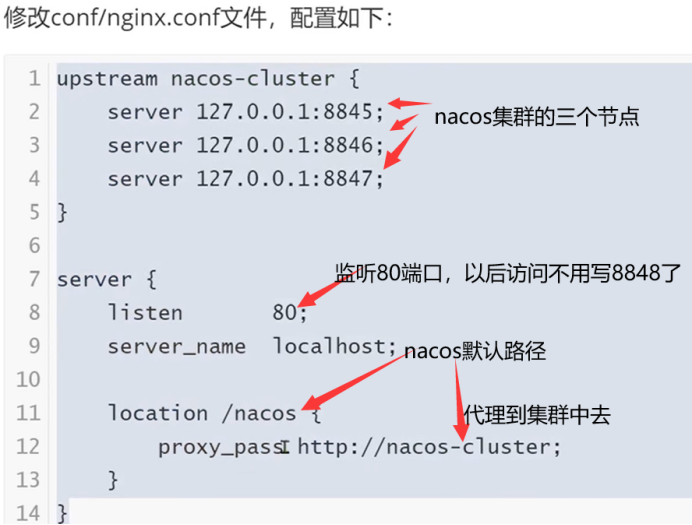 修改conf/nginx.conf文件，配置如下：
1 upstream nacos-cluster {
2 server 127.0.0.1:8845;
3 server 127.0.0.1:8846; nacos集群的三个节点
4 server 127.0.0.1:8847;
5 }
6
7 server { 监听80端口，以后访问不用写8848了
8 listen 80;
9 server_name localhost; nacos默认路径
10
11 location /nacos { 代理到集群中去
12 proxy_pass http://nacos-cluster;
13 }
14 }